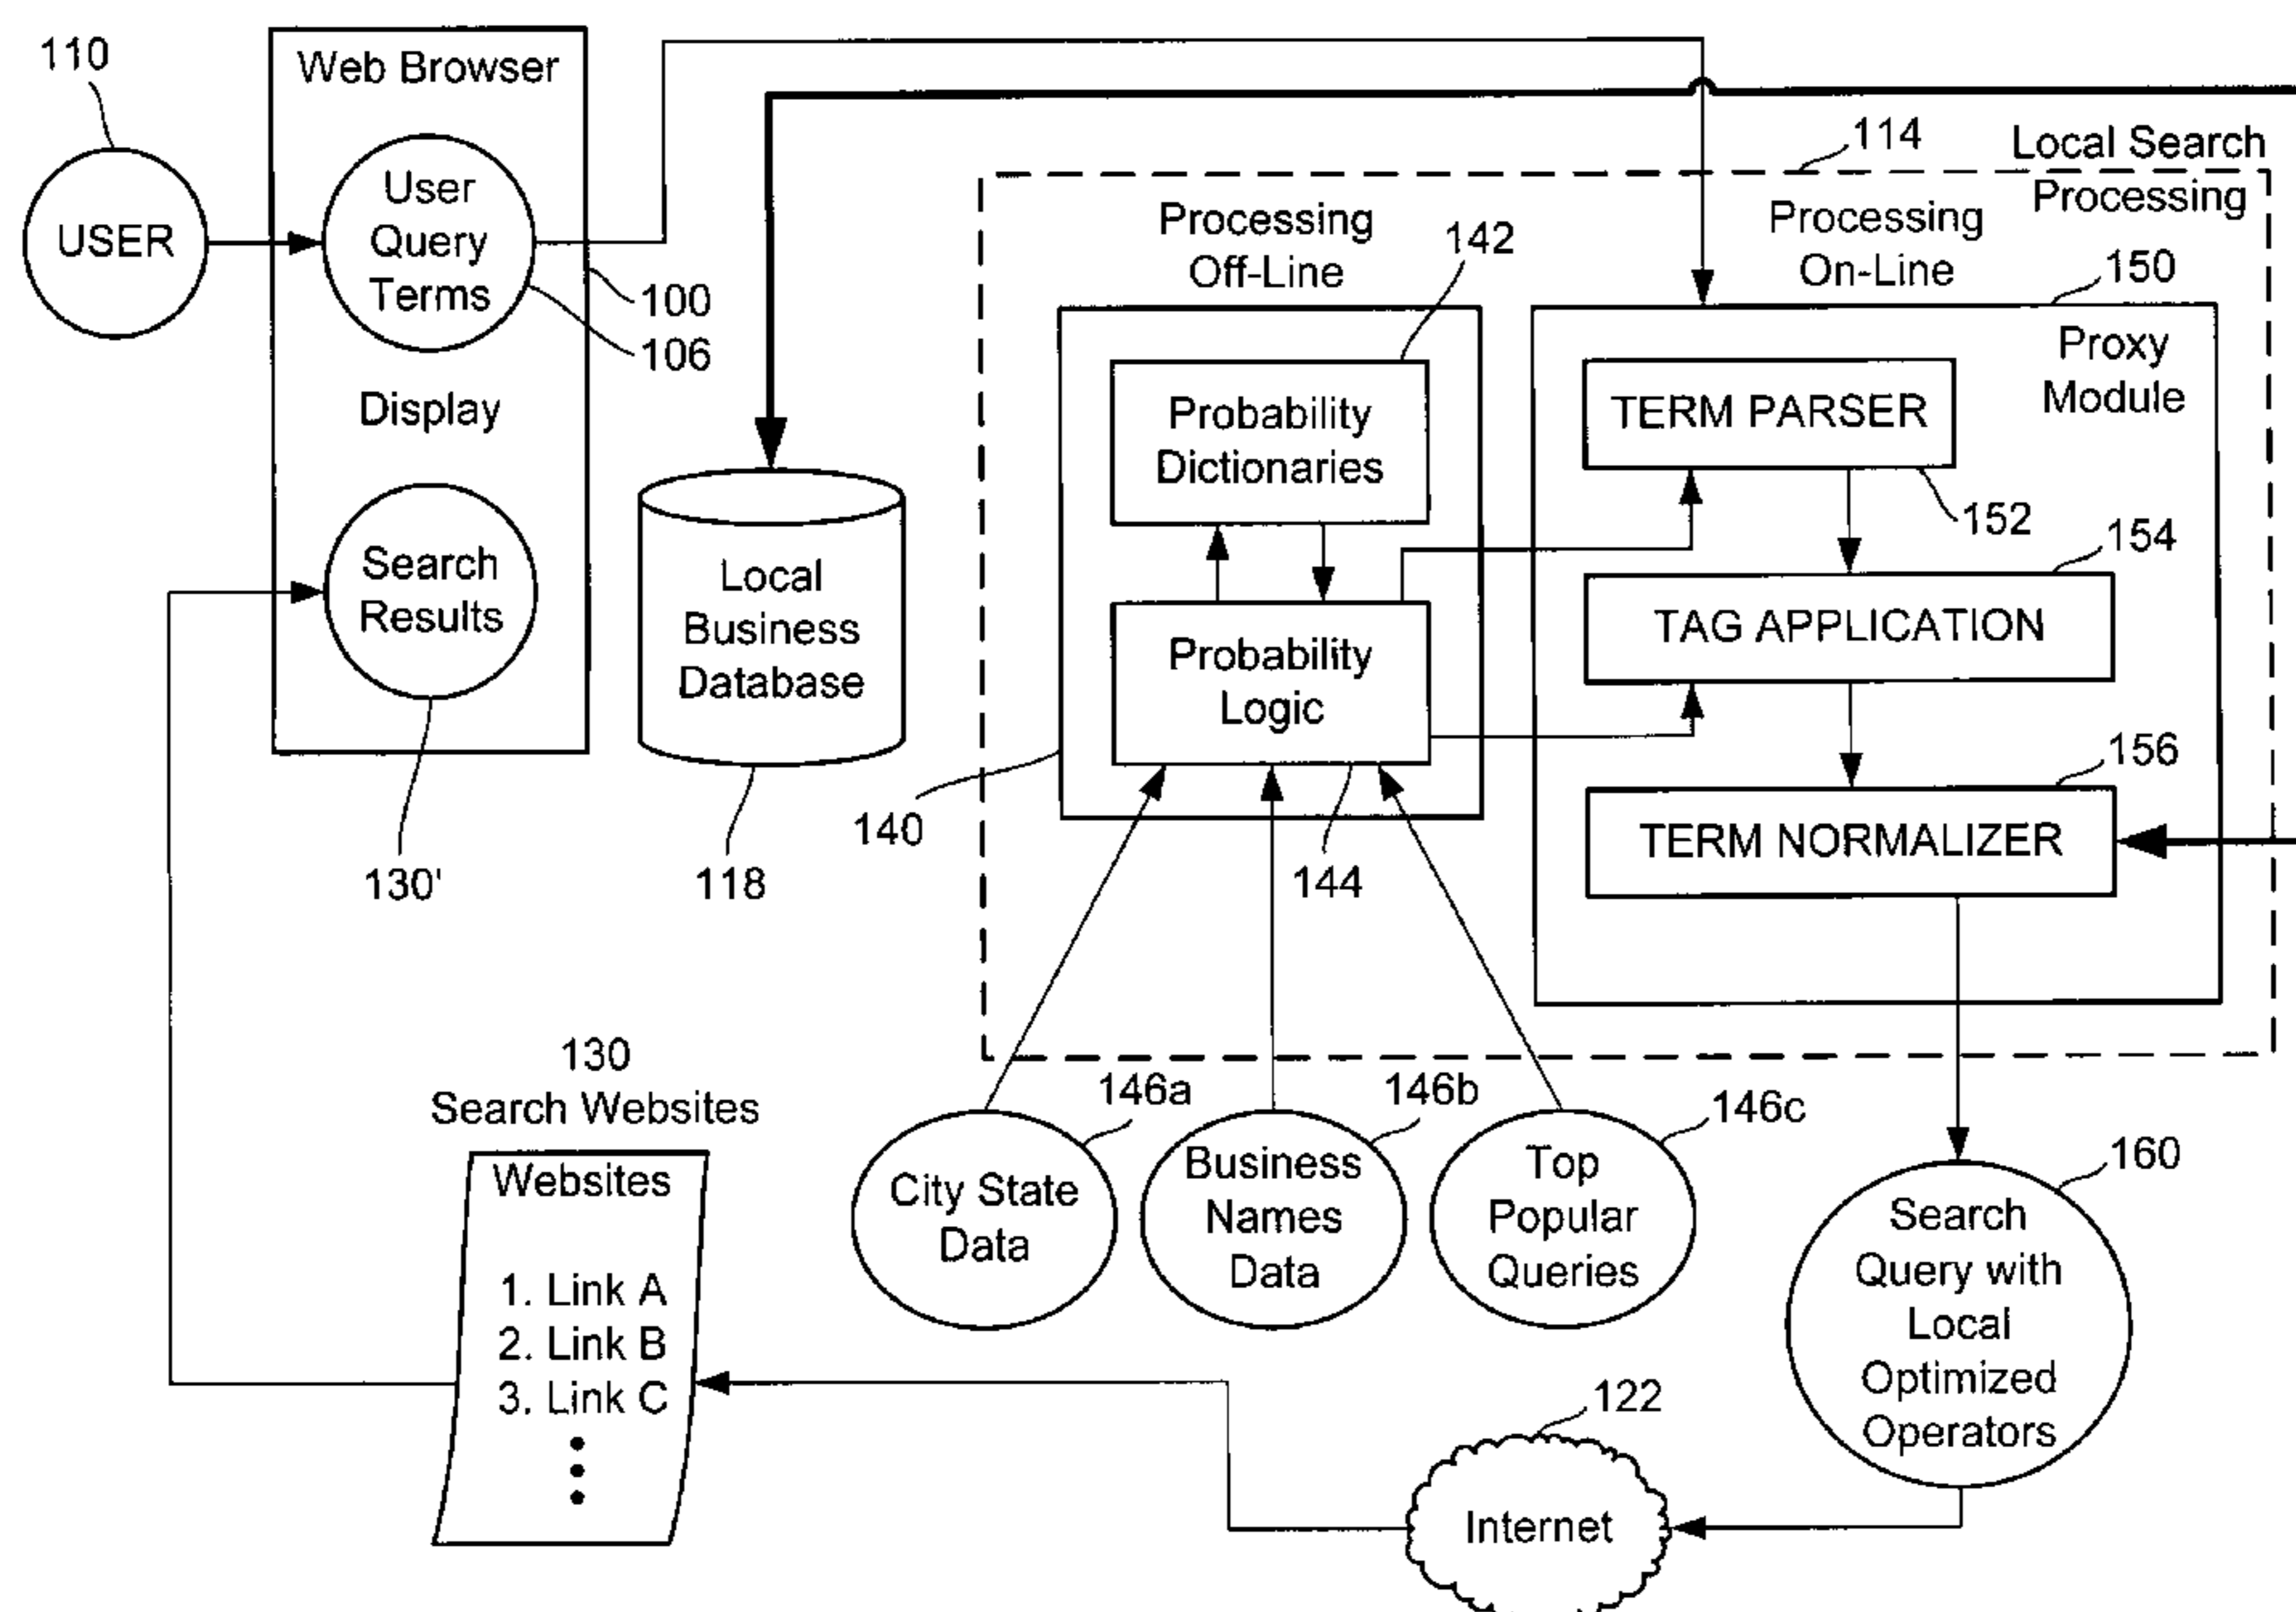 110
USER
Web Browser
User
Query
Terms
100
106
Display
Search
Results
130'
Local
Business
Database
118
114
Local Search
Processing
Processing
Off-Line
142
Probability
Dictionaries
Probability
Logic
140
144
Processing
On-Line
150
Proxy
Module
TERM PARSER
152
154
TAG APPLICATION
156
TERM NORMALIZER
130
Search Websites
Websites
1. Link A
2. Link B
3. Link C
146a
City State
Data
146b
Business
Names
Data
146c
Top
Popular
Queries
160
Search
Query with
Local
Optimized
Operators
122
Internet